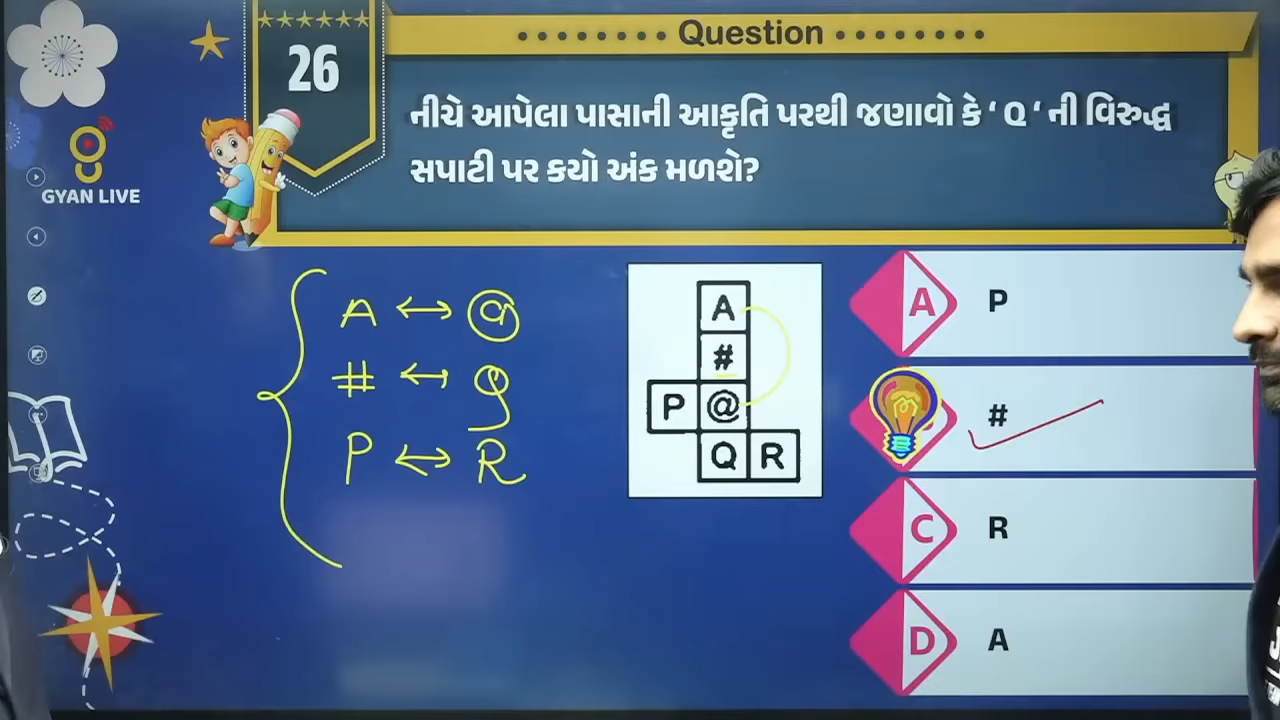 Question
26
નીચે આપેલા પાસાની આકૃતિ પરથી જણાવો કે ‘ Q ‘ ની વિરુદ્ધ
સપાટી પર કયો અંક મળશે?
GYAN LIVE
A ↔ @
# ↔ Q
P ↔ R
A
#
P @
Q R
A P
#
C R
D A